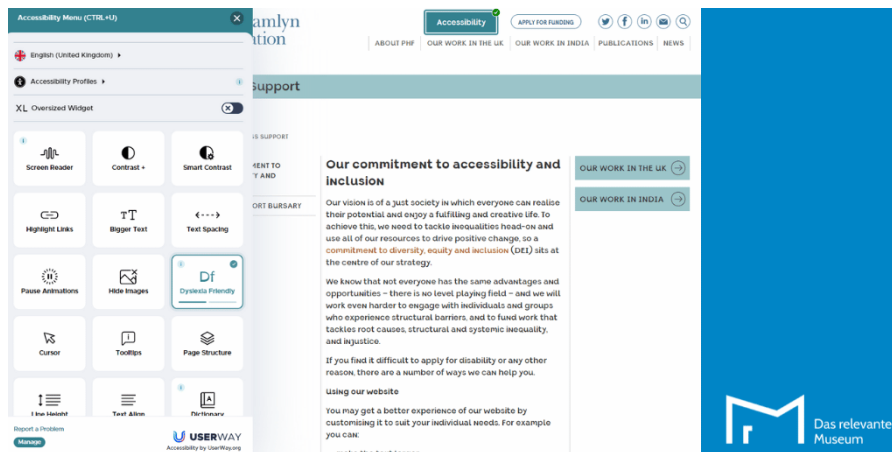 Accessibility Menu (CTRL+U)
English (United Kingdom)
Accessibility Profiles
XL Oversized Widget
Screen Reader
Contrast +
Smart Contrast
Highlight Links
Bigger Text
Text Spacing
Pause Animations
Hide Images
Df
Dyslexia Friendly
Cursor
Tooltips
Page Structure
Line Height
Text Align
Dictionary
Report a Problem
Manage
USERWAY
Accessibility by UserWay.org
amlyn
Accessibility
APPLY FOR FUNDING
ABOUT PHF
OUR WORK IN THE UK
OUR WORK IN INDIA
PUBLICATIONS
NEWS
Support
SUPPORT
TO
AND
BURSARY
Our commitment to accessibility and
inclusion
Our vision is of a just society in which everyone can realise
their potential and enjoy a fulfilling and creative life. To
achieve this, we need to tackle inequalities head-on and
use all of our resources to drive positive change, so a
commitment to diversity, equity and inclusion (DEI) sits at
the centre of our strategy.
We know that not everyone has the same advantages and
opportunities – there is no level playing field – and we will
work even harder to engage with individuals and groups
who experience structural barriers, and to fund work that
tackles root causes, structural and systemic inequality,
and injustice.
If you find it difficult to apply for disability or any other
reason, there are a number of ways we can help you.
Using our website
You may get a better experience of our website by
customising it to suit your individual needs. For example
you can:
OUR WORK IN THE UK
OUR WORK IN INDIA
Das relevante
Museum